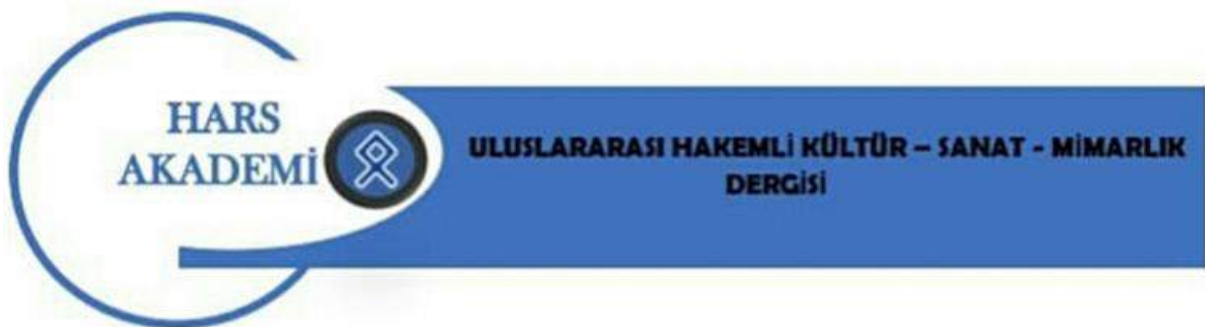 HARS
AKADEMİ
ULUSLARARASI HAKEMLİ KÜLTÜR – SANAT - MİMARLIK
DERGİSİ